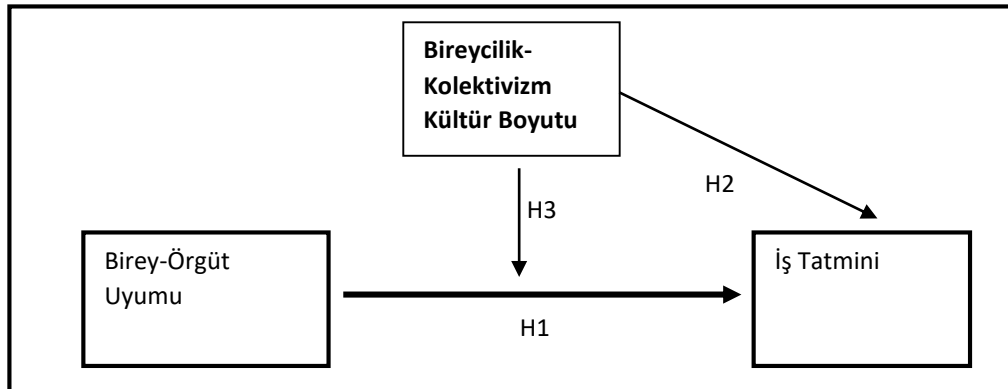 Bireycilik-
Kolektivizm
Kültür Boyutu
H2
H3
Birey-Örgüt
Uyumu
İş Tatmini
H1